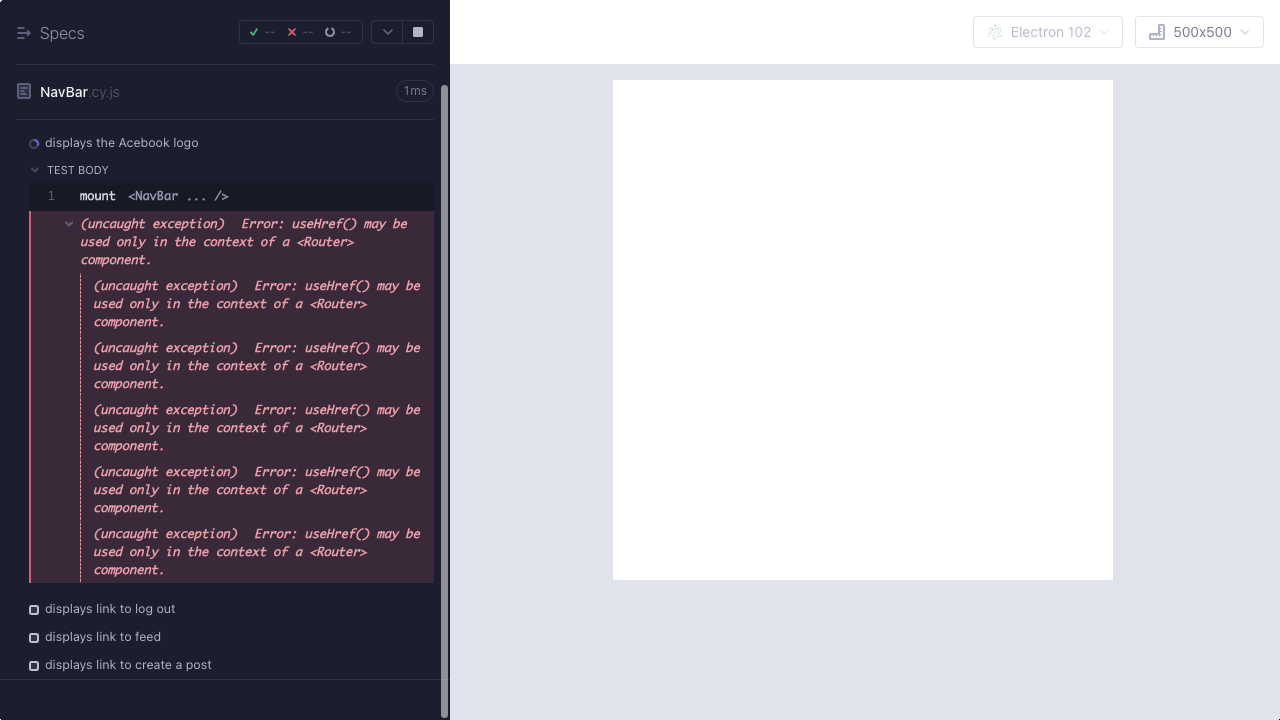 Specs
--
--
--
Electron 102
500x500
NavBar.cy.js
1ms
displays the Acebook logo
TEST BODY
1 mount <NavBar ... />
(uncaught exception) Error: useHref() may be
used only in the context of a <Router>
component.
(uncaught exception) Error: useHref() may be
used only in the context of a <Router>
component.
(uncaught exception) Error: useHref() may be
used only in the context of a <Router>
component.
(uncaught exception) Error: useHref() may be
used only in the context of a <Router>
component.
(uncaught exception) Error: useHref() may be
used only in the context of a <Router>
component.
(uncaught exception) Error: useHref() may be
used only in the context of a <Router>
component.
displays link to log out
displays link to feed
displays link to create a post